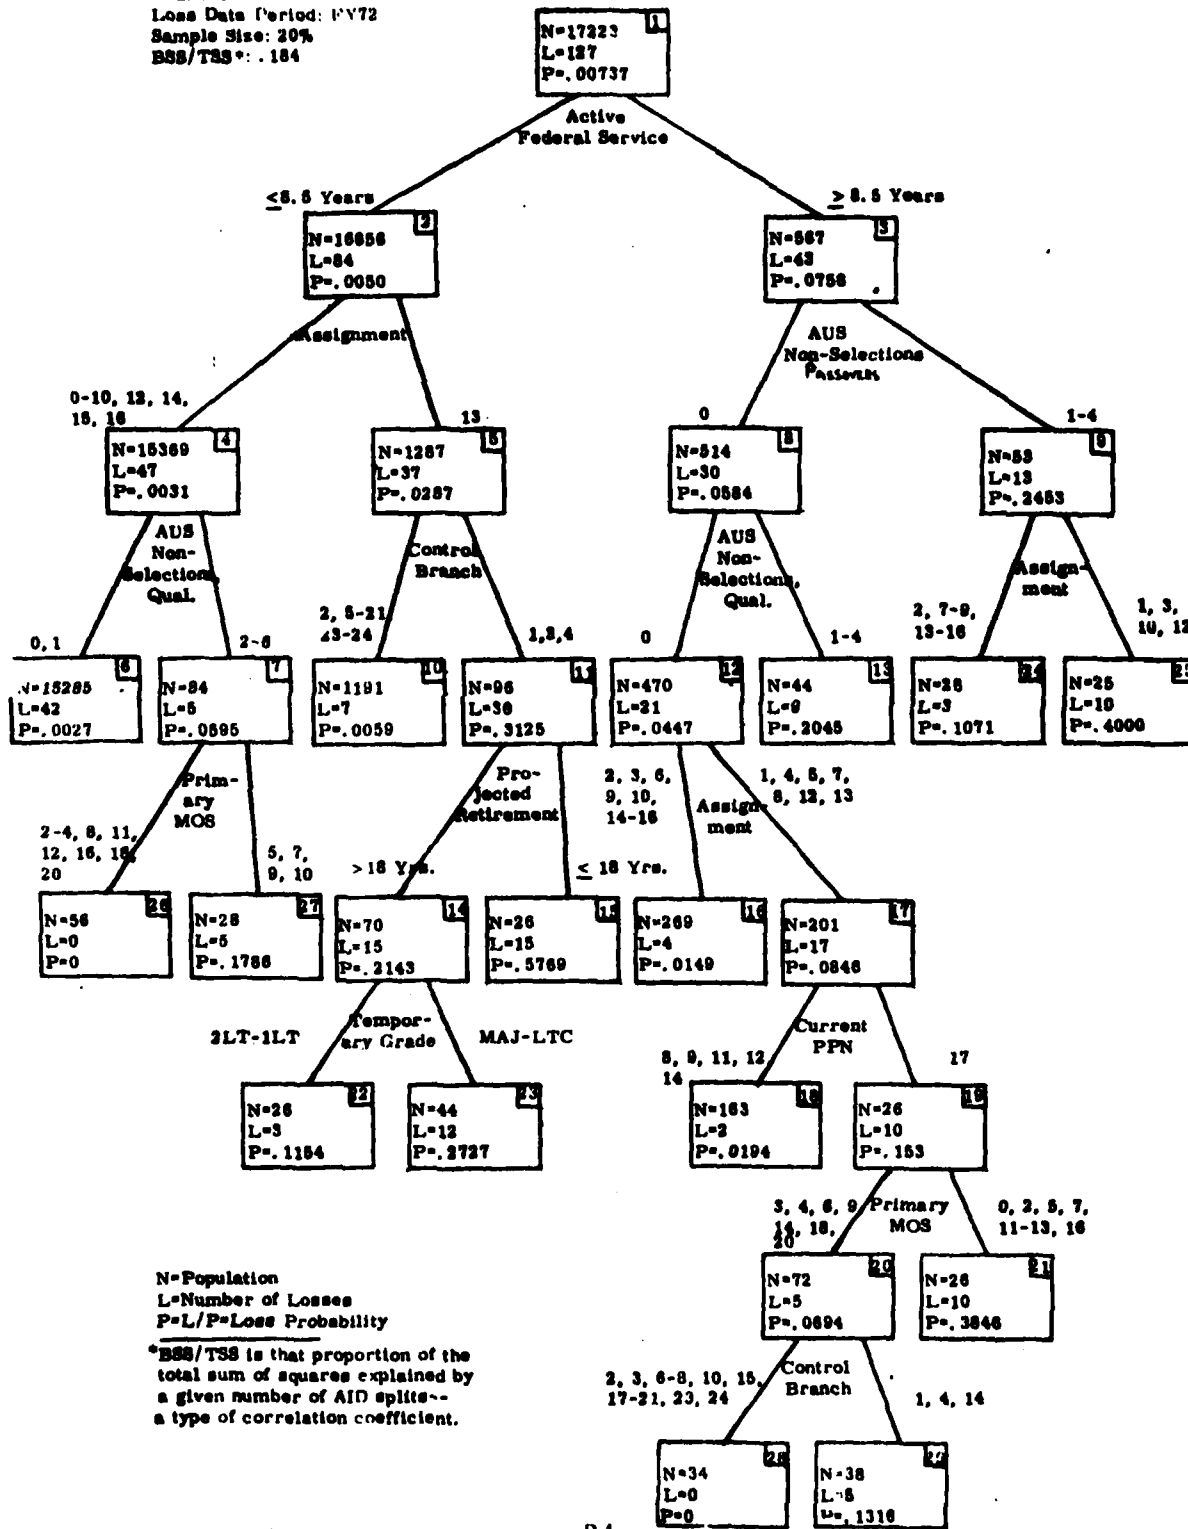 Loss Data Period: FY72
Sample Size: 20%
BSS/TSS*: .184
1
N=17223
L=127
P=.00737
Active
Federal Service
≤8.5 Years
> 8.5 Years
2
N=16656
L=84
P=.0050
3
N=567
L=43
P=.0758
Assignment
AUS
Non-Selections
Passovers
0-10, 12, 14,
15, 16
13
0
1-4
4
N=15369
L=47
P=.0031
5
N=1287
L=37
P=.0287
8
N=514
L=30
P=.0584
9
N=53
L=13
P=.2453
AUS
Non-
Selections,
Qual.
Control
Branch
AUS
Non-
Selections,
Qual.
Assign-
ment
0, 1
2-6
2, 5-21
23-24
1,3,4
0
1-4
2, 7-9,
13-16
1, 3,
10, 12
6
N=15285
L=42
P=.0027
7
N=84
L=5
P=.0595
10
N=1191
L=7
P=.0059
11
N=96
L=30
P=.3125
12
N=470
L=21
P=.0447
13
N=44
L=9
P=.2045
24
N=28
L=3
P=.1071
N=25
L=10
P=.4000
Prim-
ary
MOS
Pro-
jected
Retirement
Assign-
ment
2-4, 8, 11,
12, 16, 18,
20
5, 7,
9, 10
>18 Yrs.
≤ 18 Yrs.
2, 3, 6,
9, 10,
14-16
1, 4, 5, 7,
8, 12, 13
26
N=56
L=0
P=0
27
N=28
L=5
P=.1786
14
N=70
L=15
P=.2143
15
N=26
L=15
P=.5769
16
N=269
L=4
P=.0149
17
N=201
L=17
P=.0846
2LT-1LT
Tempor-
ary Grade
MAJ-LTC
Current
PPN
8, 9, 11, 12
14
17
22
N=26
L=3
P=.1154
23
N=44
L=12
P=.2727
18
N=163
L=2
P=.0194
19
N=26
L=10
P=.153
3, 4, 6, 9
14, 18,
20
Primary
MOS
0, 2, 5, 7,
11-13, 16
20
N=72
L=5
P=.0694
21
N=26
L=10
P=.3846
N=Population
L=Number of Losses
P=L/P=Loss Probability
*BSS/TSS is that proportion of the
total sum of squares explained by
a given number of AID splits--
a type of correlation coefficient.
2, 3, 6-8, 10, 15,
17-21, 23, 24
Control
Branch
1, 4, 14
28
N=34
L=0
P=0
N=38
L=5
P=.1316